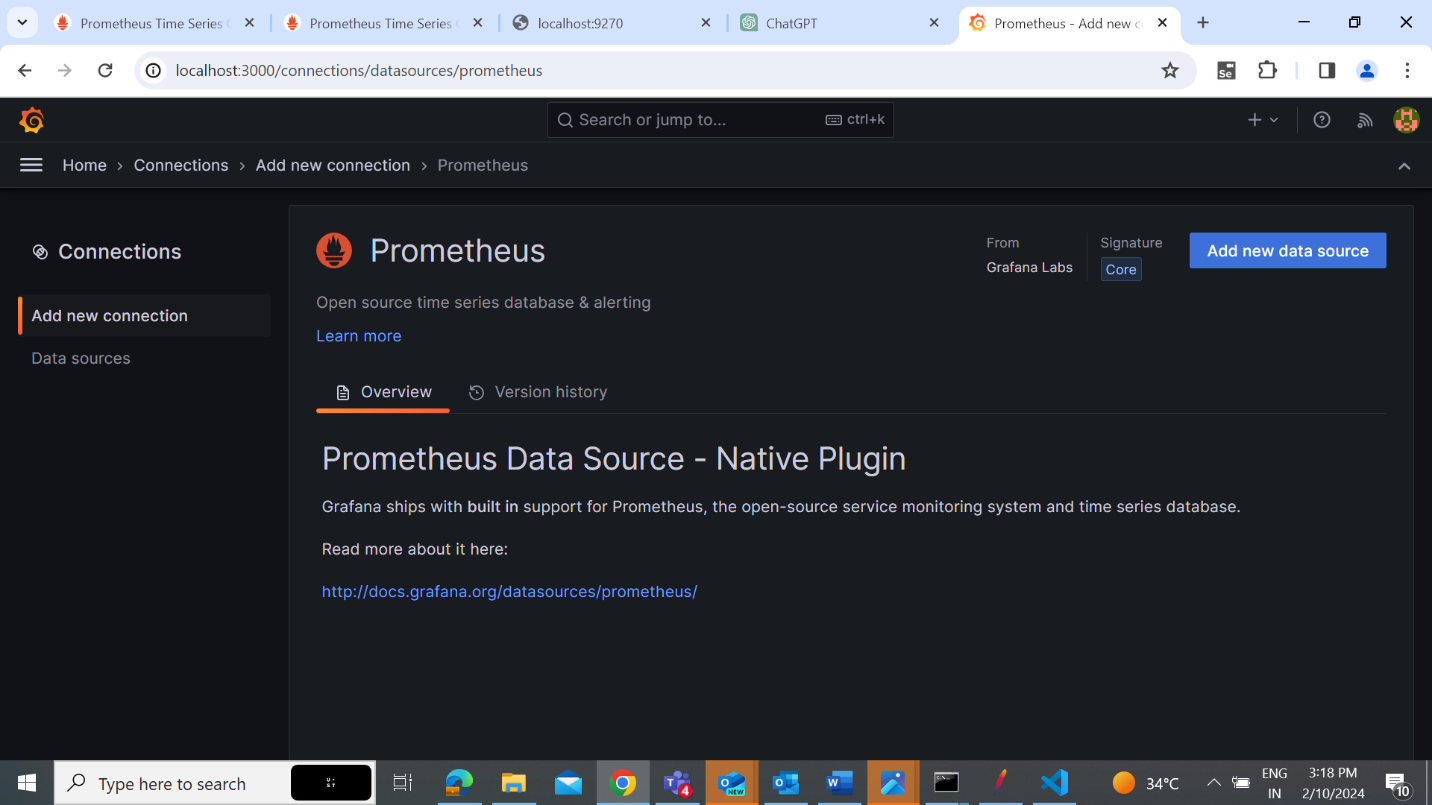 Prometheus Time Series
Prometheus Time Series
localhost:9270
ChatGPT
Prometheus - Add new
localhost:3000/connections/datasources/prometheus
Se
Search or jump to...
ctrl+k
Home › Connections › Add new connection › Prometheus
Connections
Add new connection
Data sources
Prometheus
From
Grafana Labs
Signature
Core
Add new data source
Open source time series database & alerting
Learn more
Overview
Version history
Prometheus Data Source - Native Plugin
Grafana ships with built in support for Prometheus, the open-source service monitoring system and time series database.
Read more about it here:
http://docs.grafana.org/datasources/prometheus/
Type here to search
4
NEW
34°C
ENG
IN
3:18 PM
2/10/2024
10